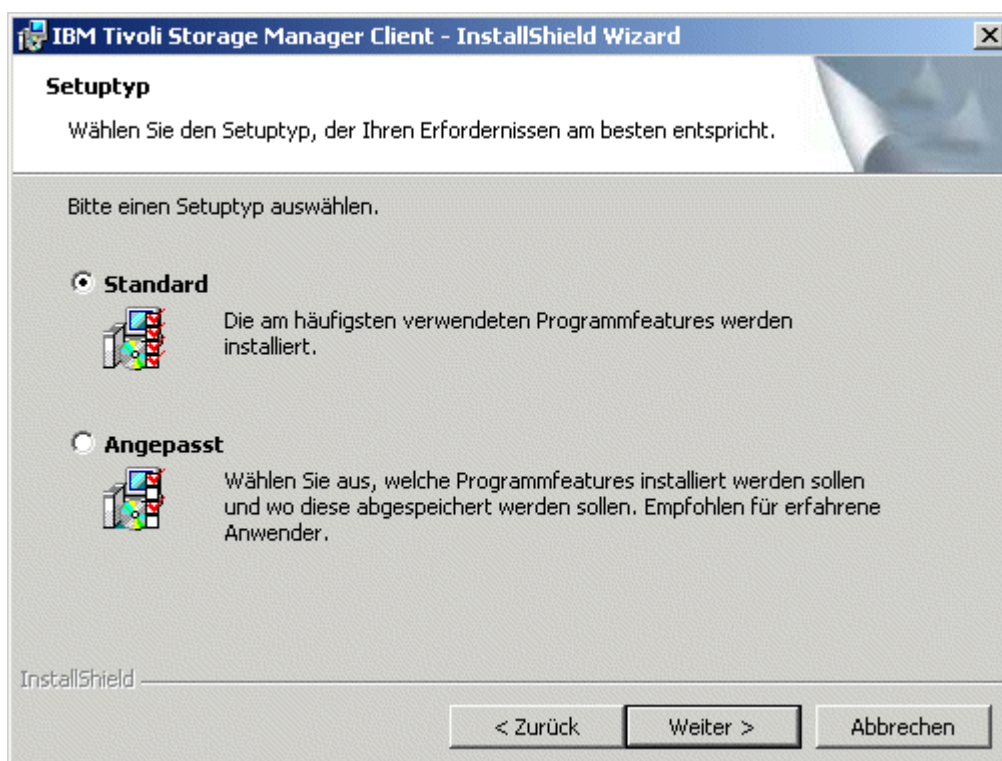 IBM Tivoli Storage Manager Client - InstallShield Wizard
Setuptyp
Wählen Sie den Setuptyp, der Ihren Erfordernissen am besten entspricht.
Bitte einen Setuptyp auswählen.
Standard
Die am häufigsten verwendeten Programmfeatures werden
installiert.
Angepasst
Wählen Sie aus, welche Programmfeatures installiert werden sollen
und wo diese abgespeichert werden sollen. Empfohlen für erfahrene
Anwender.
InstallShield
< Zurück
Weiter >
Abbrechen